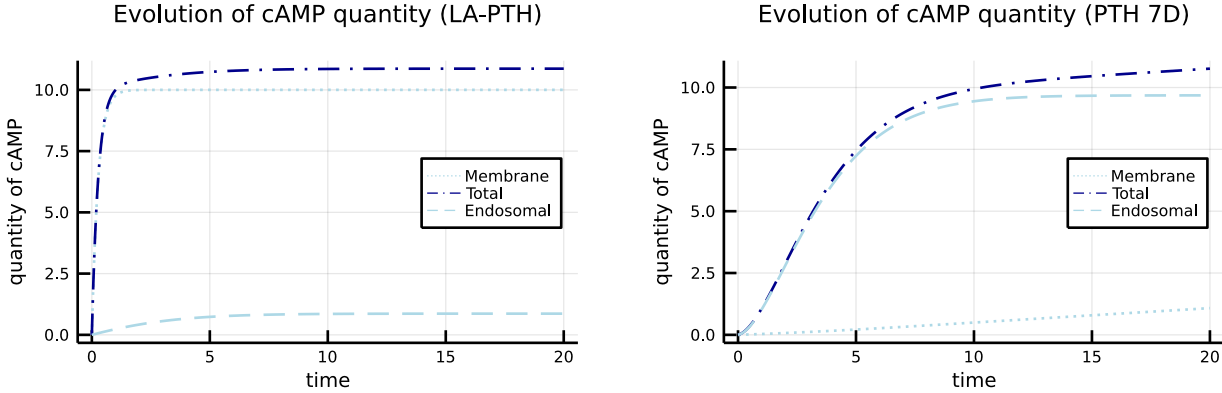 Evolution of cAMP quantity (LA-PTH)
quantity of cAMP
10.0
7.5
5.0
2.5
0.0
Membrane
Total
Endosomal
0 5 10 15 20
time
Evolution of cAMP quantity (PTH 7D)
quantity of cAMP
10.0
7.5
5.0
2.5
0.0
Membrane
Total
Endosomal
0 5 10 15 20
time